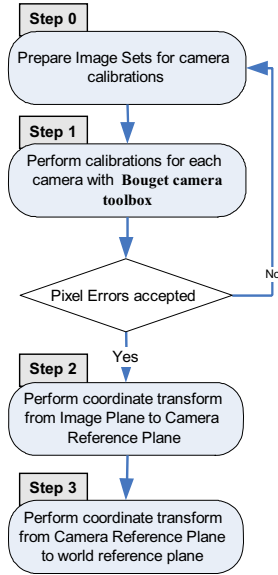 Step 0
Prepare Image Sets for camera
calibrations
Step 1
Perform calibrations for each
camera with Bouget camera
toolbox
Pixel Errors accepted
No
Yes
Step 2
Perform coordinate transform
from Image Plane to Camera
Reference Plane
Step 3
Perform coordinate transform
from Camera Reference Plane
to world reference plane